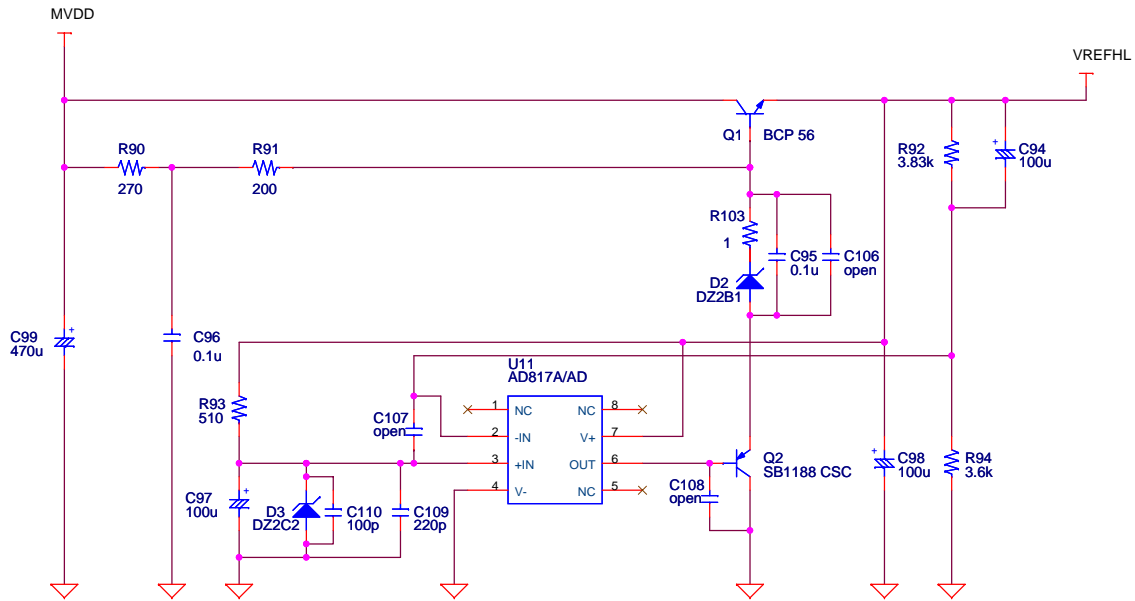 MVDD
VREFHL
Q1
BCP 56
R90
270
R91
200
R92
3.83k
C94
100u
R103
1
D2
DZ2B1
C95
0.1u
C106
open
C99
470u
C96
0.1u
U11
AD817A/AD
R93
510
C107
open
1
NC
NC
8
2
-IN
V+
7
3
+IN
OUT
6
4
V-
NC
5
Q2
SB1188 CSC
C108
open
C98
100u
R94
3.6k
C97
100u
D3
DZ2C2
C110
100p
C109
220p